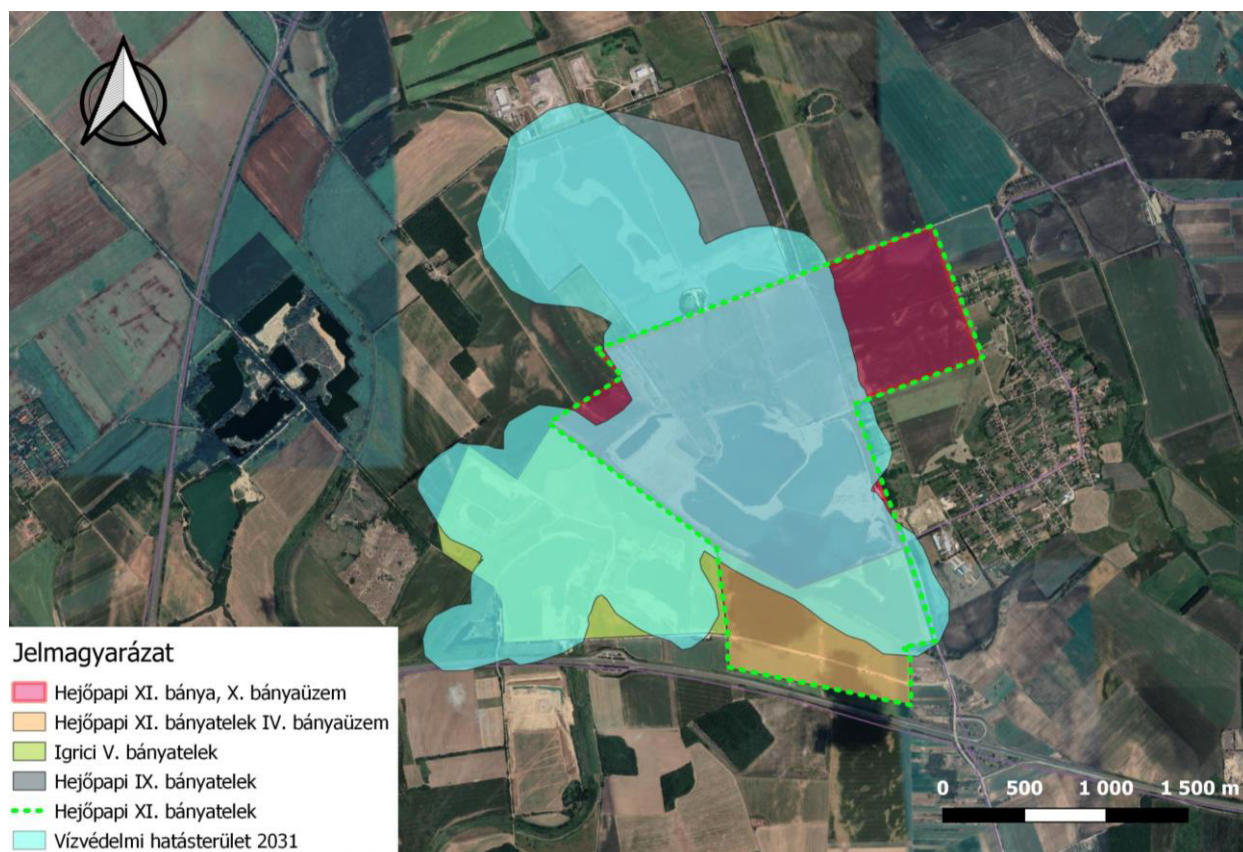 Jelmagyarázat
Hejőpapi XI. bánya, X. bányaüzem
Hejőpapi XI. bányatelek IV. bányaüzem
Igrici V. bányatelek
Hejőpapi IX. bányatelek
Hejőpapi XI. bányatelek
Vízvédelmi hatásterület 2031
0 500 1 000 1 500 m